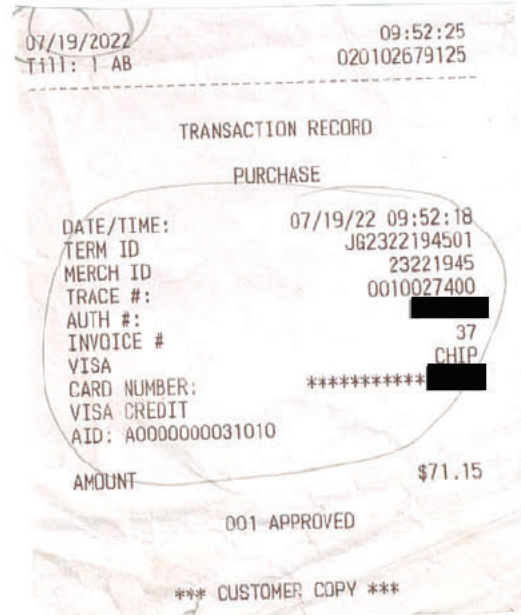 07/19/2022 09:52:25
Till: 1 AB 020102679125
TRANSACTION RECORD
PURCHASE
DATE/TIME: 07/19/22 09:52:18
TERM ID JG2322194501
MERCH ID 23221945
TRACE #: 0010027400
AUTH #:
INVOICE # 37
VISA CHIP
CARD NUMBER: ***********
VISA CREDIT
AID: A0000000031010
AMOUNT $71.15
001 APPROVED
*** CUSTOMER COPY ***